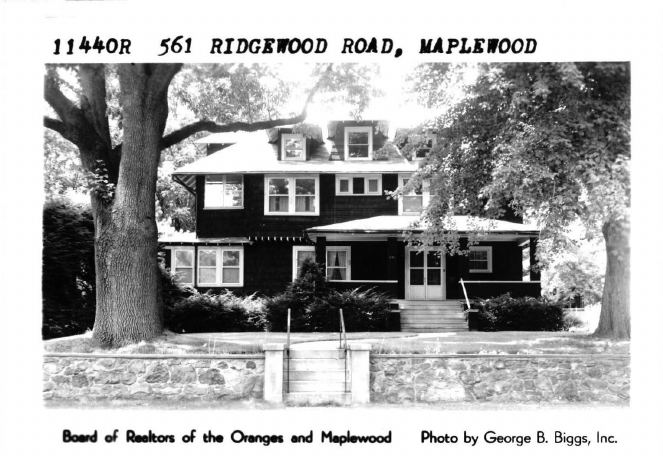 11440R 561 RIDGEWOOD ROAD, MAPLEWOOD
Board of Realtors of the Oranges and Maplewood Photo by George B. Biggs, Inc.